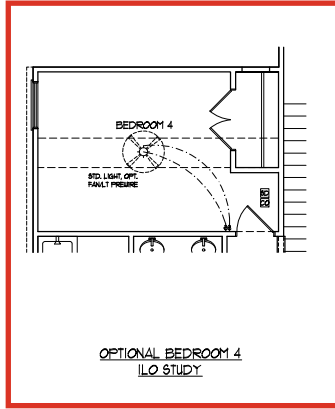 BEDROOM 4
STD. LIGHT, OPT.
FAN/LT PREWIRE
OPTIONAL BEDROOM 4
ILO STUDY